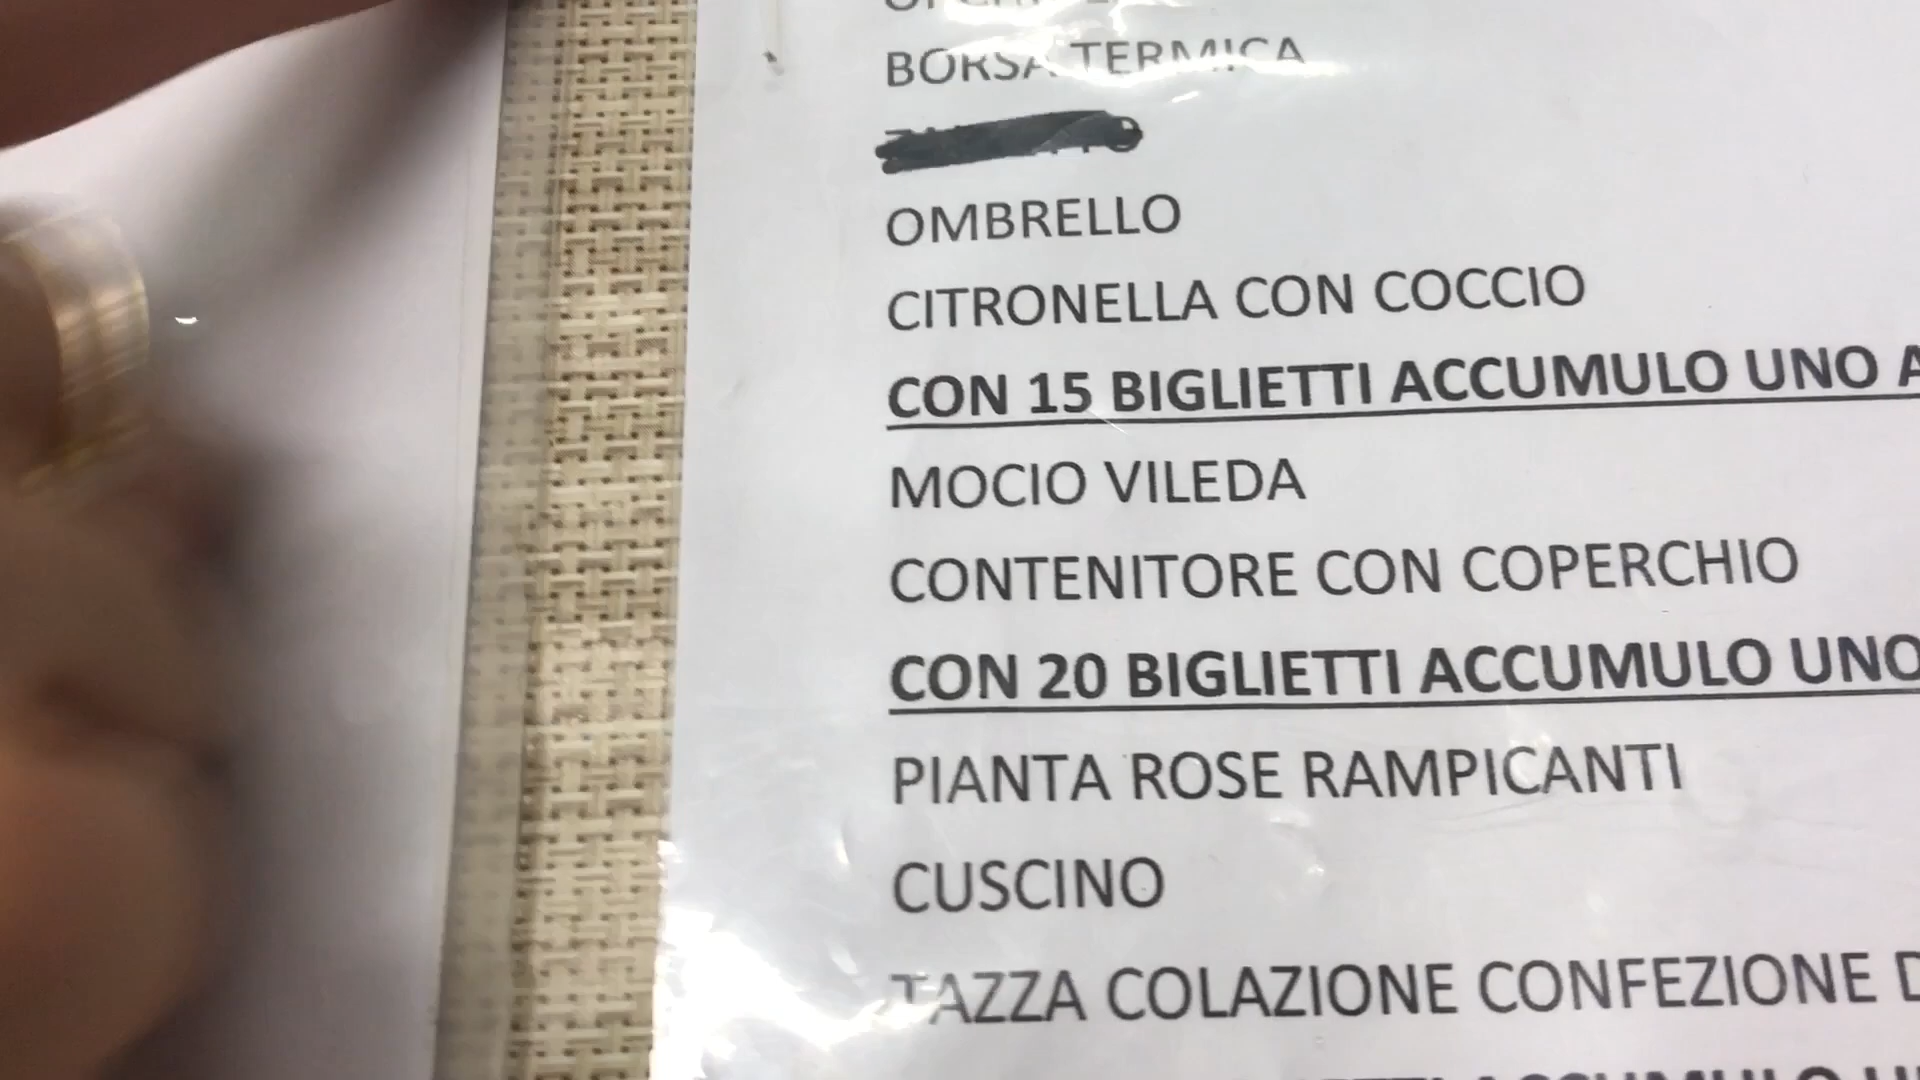 BORSA TERMICA
OMBRELLO
CITRONELLA CON COCCIO
CON 15 BIGLIETTI ACCUMULO UNO A
MOCIO VILEDA
CONTENITORE CON COPERCHIO
CON 20 BIGLIETTI ACCUMULO UNO
PIANTA ROSE RAMPICANTI
CUSCINO
TAZZA COLAZIONE CONFEZIONE D